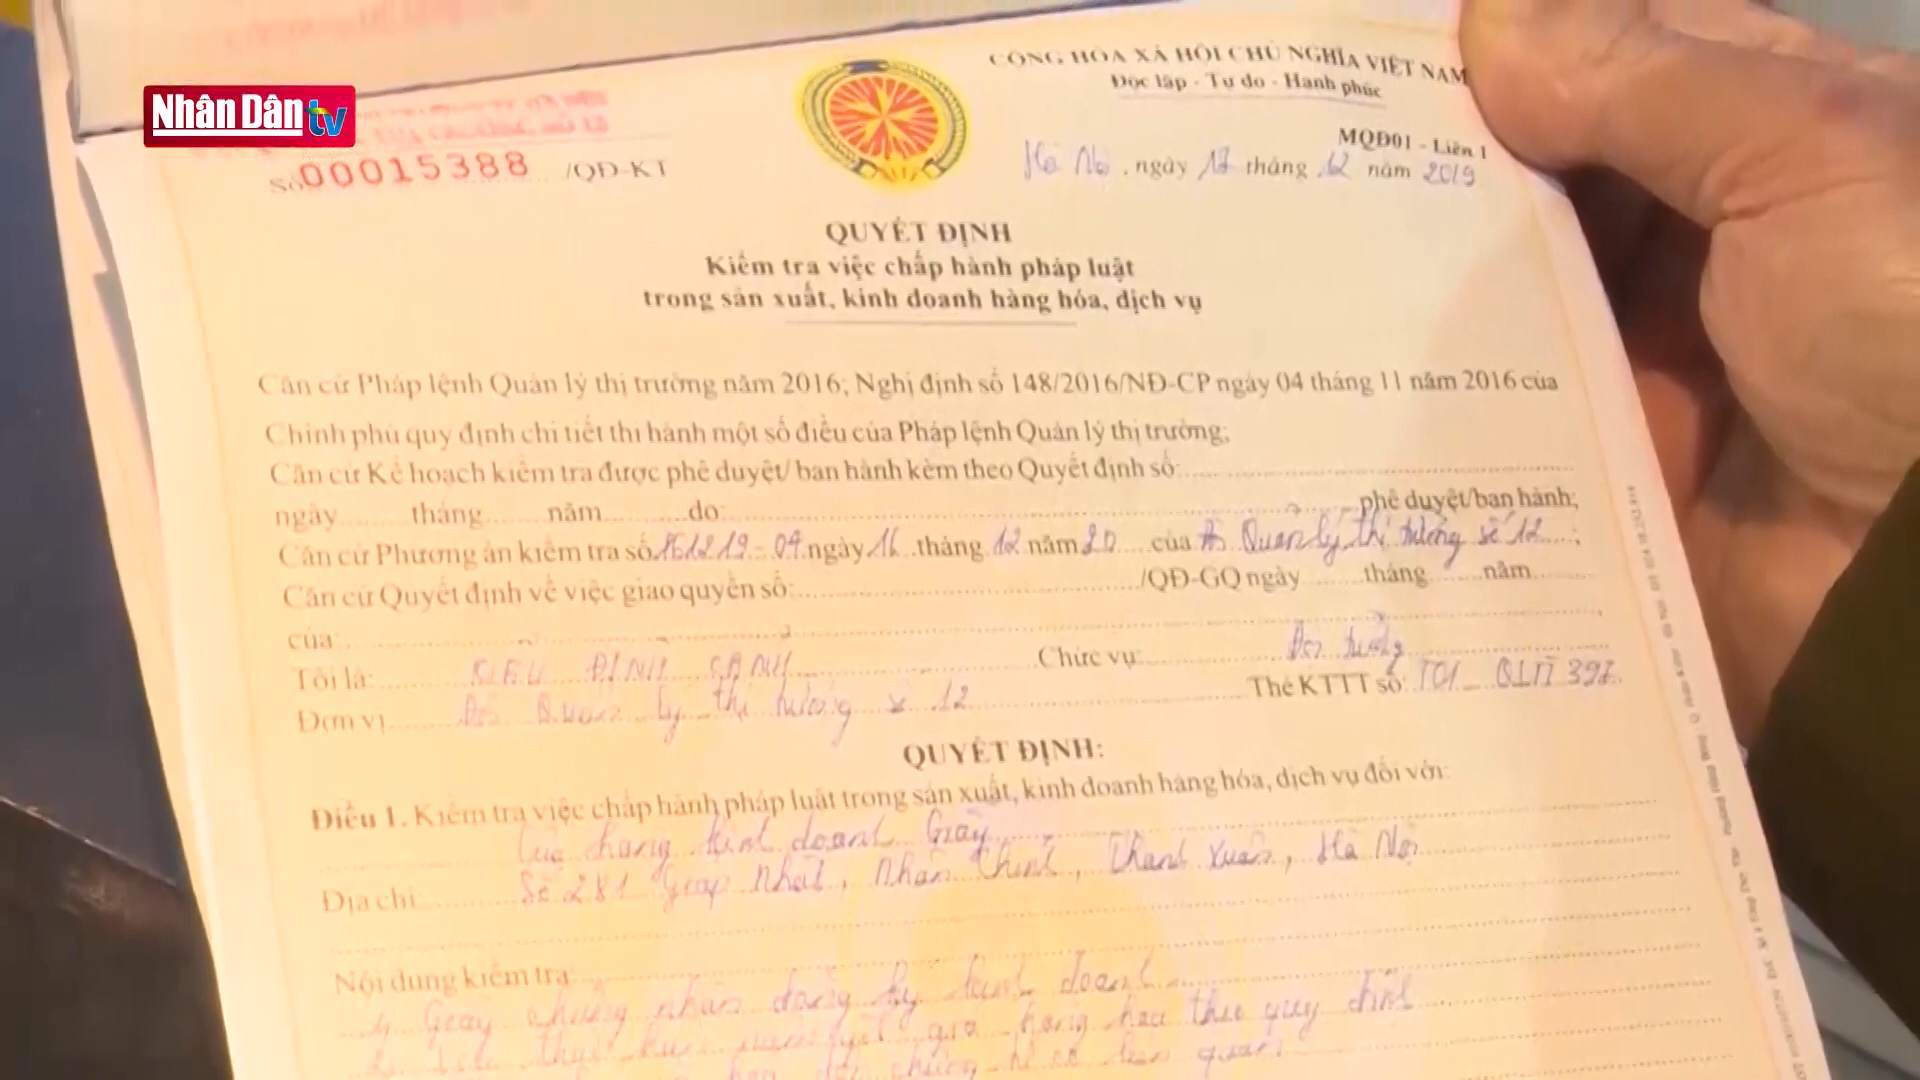 Nhân Dân tv
CỘNG HÒA XÃ HỘI CHỦ NGHĨA VIỆT NAM
Độc lập - Tự do - Hạnh phúc
MQĐ01 - Liên 1
Số 00015388 /QĐ-KT
Hà Nội, ngày 17 tháng 12 năm 2019
QUYẾT ĐỊNH
Kiểm tra việc chấp hành pháp luật
trong sản xuất, kinh doanh hàng hóa, dịch vụ
Căn cứ Pháp lệnh Quản lý thị trường năm 2016; Nghị định số 148/2016/NĐ-CP ngày 04 tháng 11 năm 2016 của
Chính phủ quy định chi tiết thi hành một số điều của Pháp lệnh Quản lý thị trường;
Căn cứ Kế hoạch kiểm tra được phê duyệt/ ban hành kèm theo Quyết định số:
ngày tháng năm do: phê duyệt/ban hành;
Căn cứ Phương án kiểm tra số 161219-04 ngày 16 tháng 12 năm 20 của Quản lý thị trường số 12;
Căn cứ Quyết định về việc giao quyền số: /QĐ-GQ ngày tháng năm
của:
Tôi là: KIỀU ĐÌNH CẢNH Chức vụ: Đội trưởng
Đơn vị Đội Quản lý thị trường số 12 Thẻ KTTT số: T01 QLTT 397
QUYẾT ĐỊNH:
Điều 1. Kiểm tra việc chấp hành pháp luật trong sản xuất, kinh doanh hàng hóa, dịch vụ đối với:
Cửa hàng kinh doanh Giày
Địa chỉ Số 281 Giáp Nhất, Nhân Chính, Thanh Xuân, Hà Nội
Nội dung kiểm tra:
1/ Giấy chứng nhận đăng ký kinh doanh
niêm yết giá hàng hóa theo quy định
chứng từ có liên quan